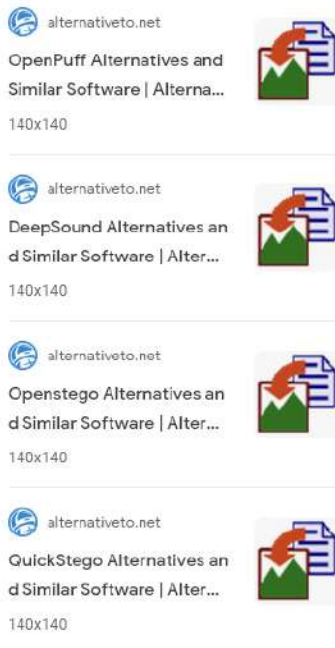 alternativeto.net
OpenPuff Alternatives and
Similar Software | Alterna...
140x140
alternativeto.net
DeepSound Alternatives an
d Similar Software | Alter...
140x140
alternativeto.net
Openstego Alternatives an
d Similar Software | Alter...
140x140
alternativeto.net
QuickStego Alternatives an
d Similar Software | Alter...
140x140